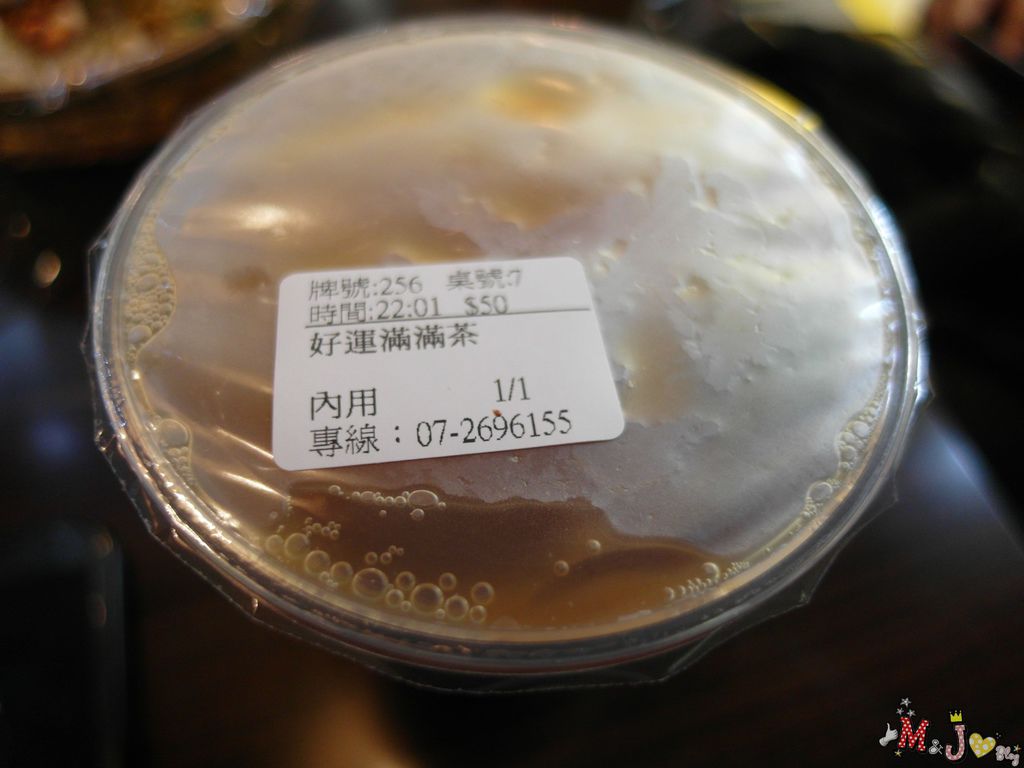 牌號:256 桌號:7
時間:22:01 $50
好運滿滿茶
內用 1/1
專線：07-2696155
M & J Blog